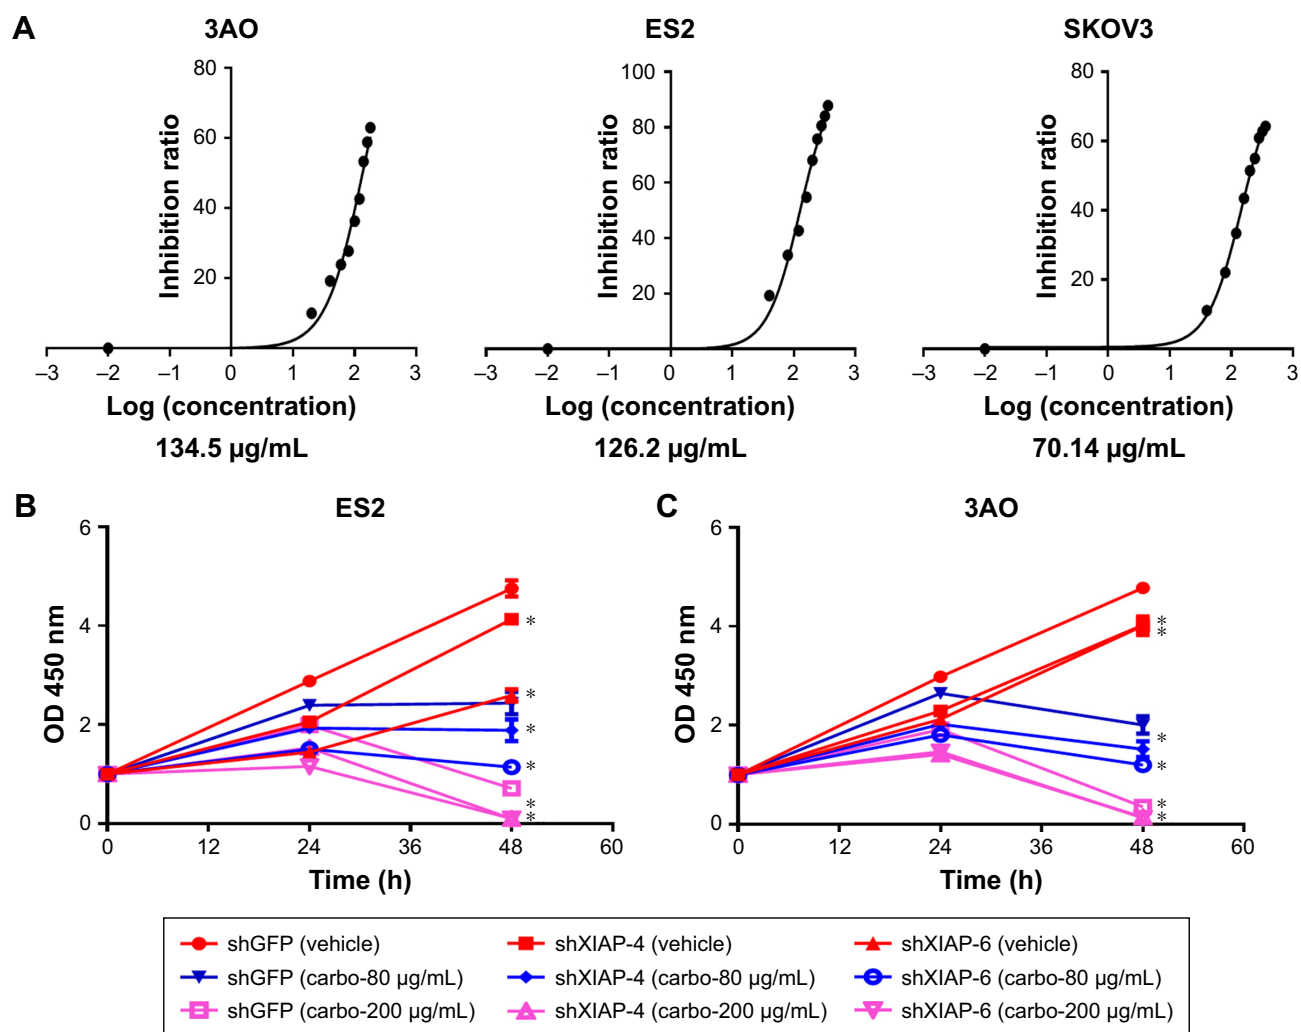 A
3AO
ES2
SKOV3
Inhibition ratio
80
60
40
20
–3 –2 –1 0 1 2 3
Log (concentration)
134.5 µg/mL
Inhibition ratio
100
80
60
40
20
–3 –2 –1 0 1 2 3
Log (concentration)
126.2 µg/mL
Inhibition ratio
80
60
40
20
–3 –2 –1 0 1 2 3
Log (concentration)
70.14 µg/mL
B
ES2
OD 450 nm
6
4
2
0
*
*
*
*
*
*
0 12 24 36 48 60
Time (h)
C
3AO
OD 450 nm
6
4
2
0
*
*
*
*
*
*
0 12 24 36 48 60
Time (h)
shGFP (vehicle) shXIAP-4 (vehicle) shXIAP-6 (vehicle)
shGFP (carbo-80 µg/mL) shXIAP-4 (carbo-80 µg/mL) shXIAP-6 (carbo-80 µg/mL)
shGFP (carbo-200 µg/mL) shXIAP-4 (carbo-200 µg/mL) shXIAP-6 (carbo-200 µg/mL)